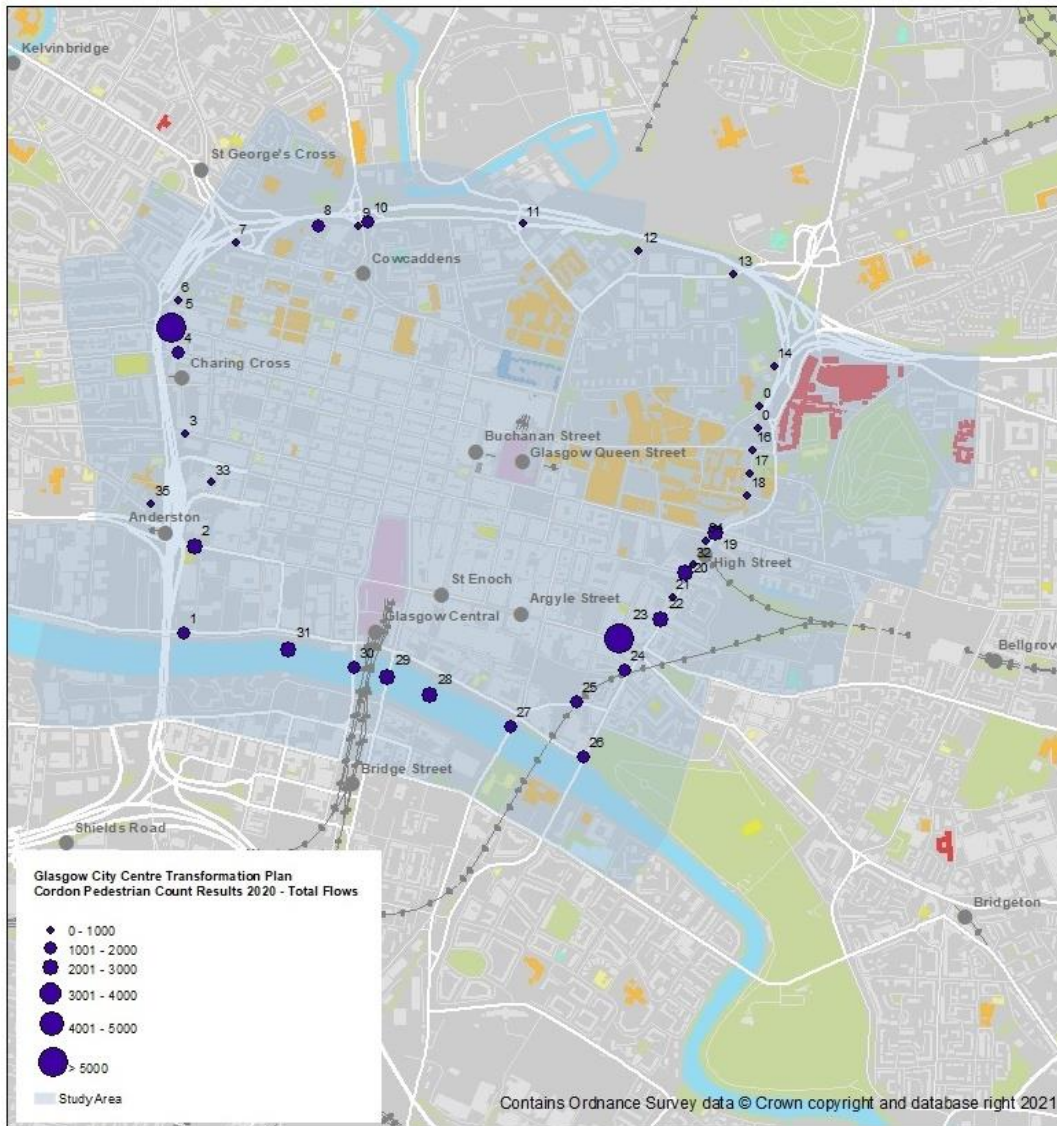 Kelvinbridge
St George's Cross
8
9
10
11
7
12
Cowcaddens
13
6
5
4
14
Charing Cross
0
0
3
Buchanan Street
16
Glasgow Queen Street
17
33
18
35
Anderston
2
19
32
High Street
20
St Enoch
21
Argyle Street
22
23
1
Glasgow Central
31
24
Bellgrov
30
29
28
25
27
26
Bridge Street
Shields Road
Glasgow City Centre Transformation Plan
Cordon Pedestrian Count Results 2020 - Total Flows
0 - 1000
1001 - 2000
2001 - 3000
3001 - 4000
4001 - 5000
> 5000
Study Area
Bridgeton
Contains Ordnance Survey data © Crown copyright and database right 2021